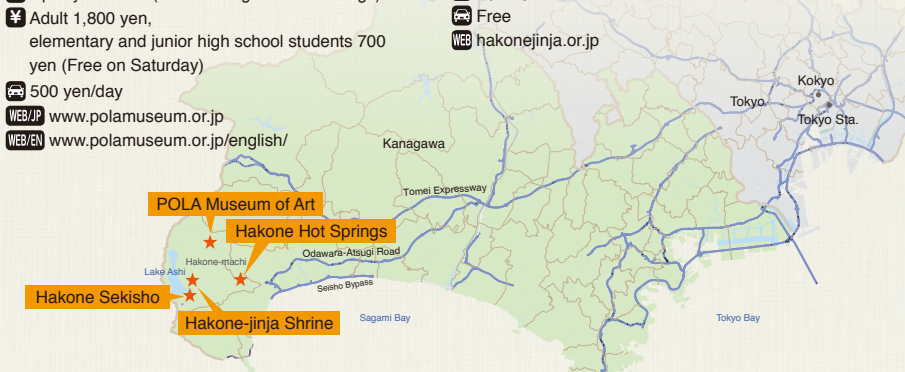 ¥ Adult 1,800 yen,
elementary and junior high school students 700
yen (Free on Saturday)
500 yen/day
WEB/JP www.polamuseum.or.jp
WEB/EN www.polamuseum.or.jp/english/
Free
WEB hakonejinja.or.jp
Kokyo
Tokyo
Tokyo Sta.
Kanagawa
Tomei Expressway
POLA Museum of Art
Hakone Hot Springs
Odawara-Atsugi Road
Hakone-machi
Lake Ashi
Seisho Bypass
Hakone Sekisho
Hakone-jinja Shrine
Sagami Bay
Tokyo Bay